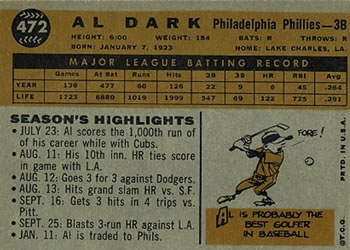 472
AL DARK Philadelphia Phillies—3B
HEIGHT: 6:00 WEIGHT: 184 BATS: R THROWS: R
BORN: JANUARY 7, 1923 HOME: LAKE CHARLES, LA.
MAJOR LEAGUE BATTING RECORD
Games At Bat Runs Hits 2B 3B HR RBI Avg.
YEAR 136 477 60 126 22 9 6 45 .264
LIFE 1723 6880 1019 1999 347 69 122 725 .291
SEASON'S HIGHLIGHTS
• JULY 23: Al scores the 1,000th run of
his career while with Cubs.
• AUG. 11: His 10th inn. HR ties score
in game with L.A.
• AUG. 12: Goes 3 for 3 against Dodgers.
• AUG. 13: Hits grand slam HR vs. S.F.
• SEPT. 16: Gets 3 hits in 4 trips vs.
Pitt.
• SEPT. 25: Blasts 3-run HR against L.A.
• JAN. 11: Al is traded to Phils.
FORE!
AL IS PROBABLY THE
BEST GOLFER
IN BASEBALL
©T.C.G. PRTD. IN U.S.A.